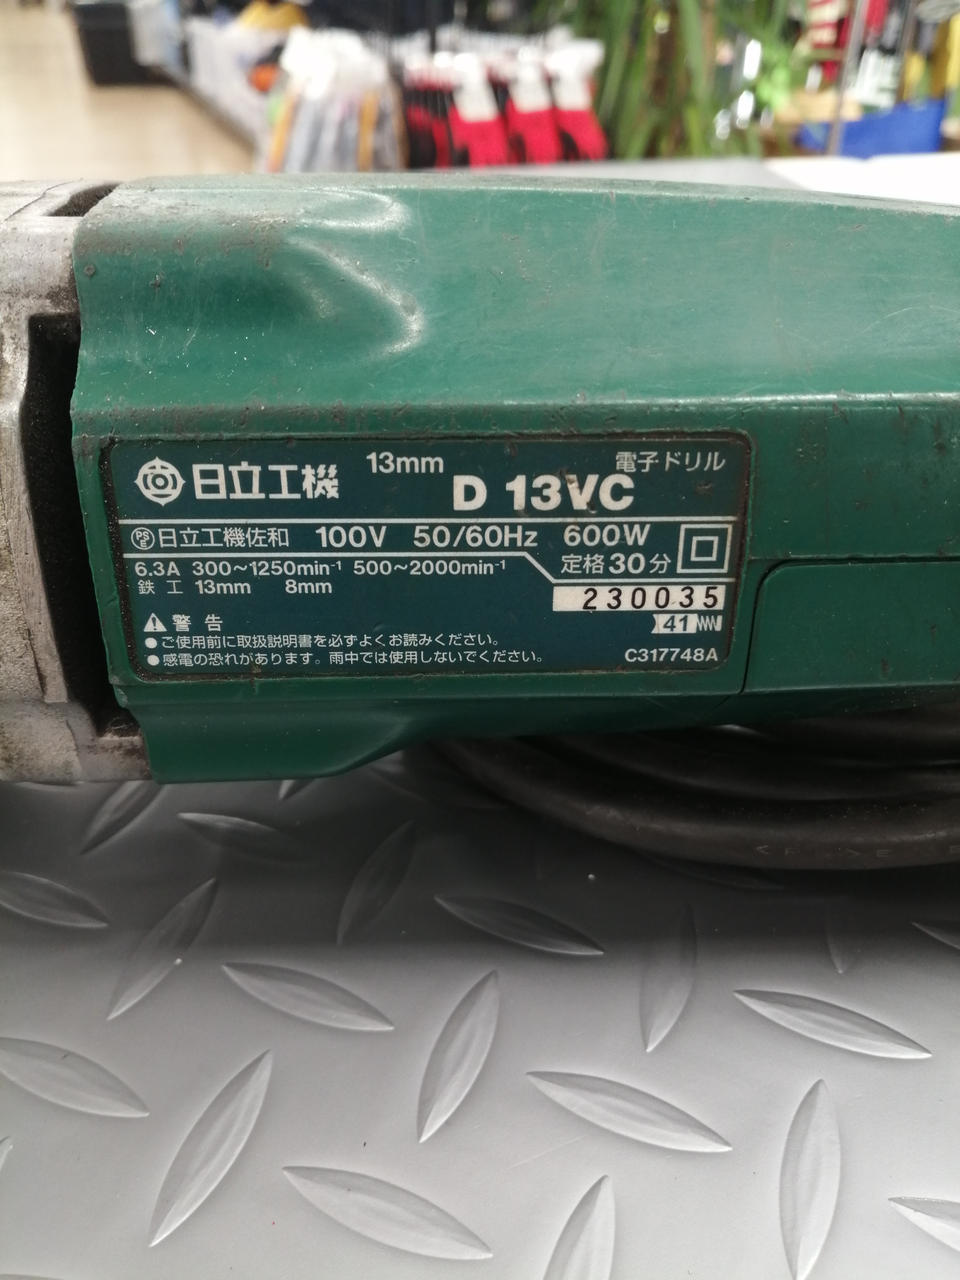 日立工機 13mm 電子ドリル
D 13VC
PSE 日立工機佐和 100V 50/60Hz 600W
定格30分
6.3A 300~1250min⁻¹ 500~2000min⁻¹
鉄工 13mm 8mm
230035
警告
41
●ご使用前に取扱説明書を必ずよくお読みください。
●感電の恐れがあります。雨中では使用しないでください。
C317748A